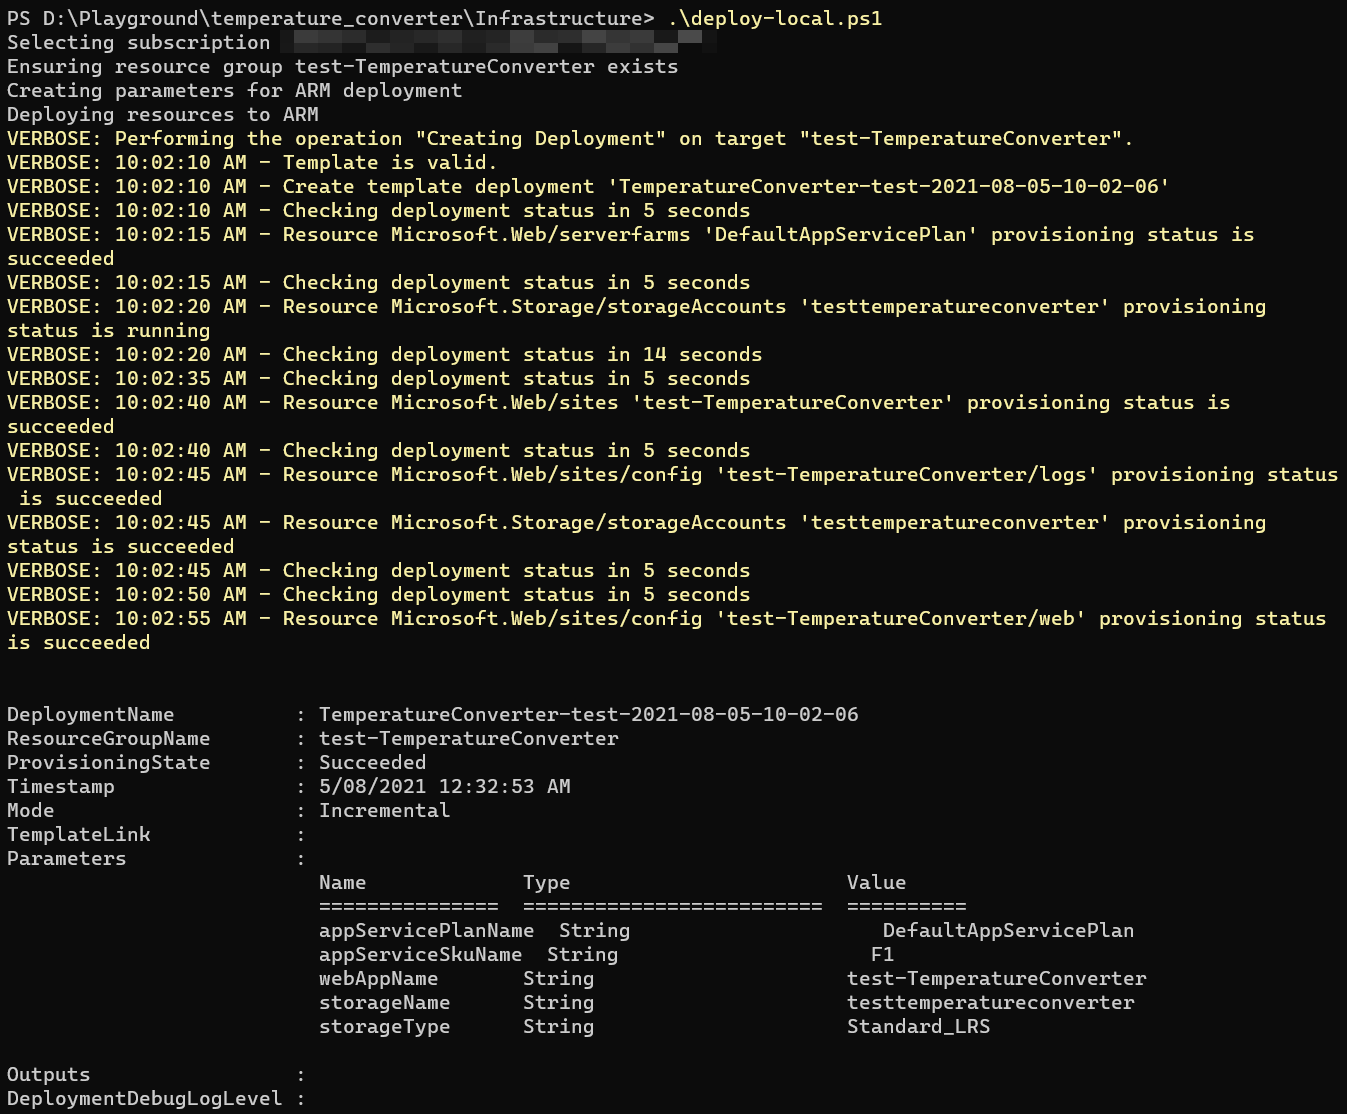 PS D:\Playground\temperature_converter\Infrastructure> .\deploy-local.ps1
Selecting subscription
Ensuring resource group test-TemperatureConverter exists
Creating parameters for ARM deployment
Deploying resources to ARM
VERBOSE: Performing the operation "Creating Deployment" on target "test-TemperatureConverter".
VERBOSE: 10:02:10 AM - Template is valid.
VERBOSE: 10:02:10 AM - Create template deployment 'TemperatureConverter-test-2021-08-05-10-02-06'
VERBOSE: 10:02:10 AM - Checking deployment status in 5 seconds
VERBOSE: 10:02:15 AM - Resource Microsoft.Web/serverfarms 'DefaultAppServicePlan' provisioning status is
succeeded
VERBOSE: 10:02:15 AM - Checking deployment status in 5 seconds
VERBOSE: 10:02:20 AM - Resource Microsoft.Storage/storageAccounts 'testtemperatureconverter' provisioning
status is running
VERBOSE: 10:02:20 AM - Checking deployment status in 14 seconds
VERBOSE: 10:02:35 AM - Checking deployment status in 5 seconds
VERBOSE: 10:02:40 AM - Resource Microsoft.Web/sites 'test-TemperatureConverter' provisioning status is
succeeded
VERBOSE: 10:02:40 AM - Checking deployment status in 5 seconds
VERBOSE: 10:02:45 AM - Resource Microsoft.Web/sites/config 'test-TemperatureConverter/logs' provisioning status
 is succeeded
VERBOSE: 10:02:45 AM - Resource Microsoft.Storage/storageAccounts 'testtemperatureconverter' provisioning
status is succeeded
VERBOSE: 10:02:45 AM - Checking deployment status in 5 seconds
VERBOSE: 10:02:50 AM - Checking deployment status in 5 seconds
VERBOSE: 10:02:55 AM - Resource Microsoft.Web/sites/config 'test-TemperatureConverter/web' provisioning status
is succeeded
DeploymentName          : TemperatureConverter-test-2021-08-05-10-02-06
ResourceGroupName       : test-TemperatureConverter
ProvisioningState       : Succeeded
Timestamp               : 5/08/2021 12:32:53 AM
Mode                    : Incremental
TemplateLink            :
Parameters              :
                          Name             Type                       Value
                          ===============  =========================  ==========
                          appServicePlanName  String                     DefaultAppServicePlan
                          appServiceSkuName  String                     F1
                          webAppName       String                     test-TemperatureConverter
                          storageName      String                     testtemperatureconverter
                          storageType      String                     Standard_LRS
Outputs                 :
DeploymentDebugLogLevel :